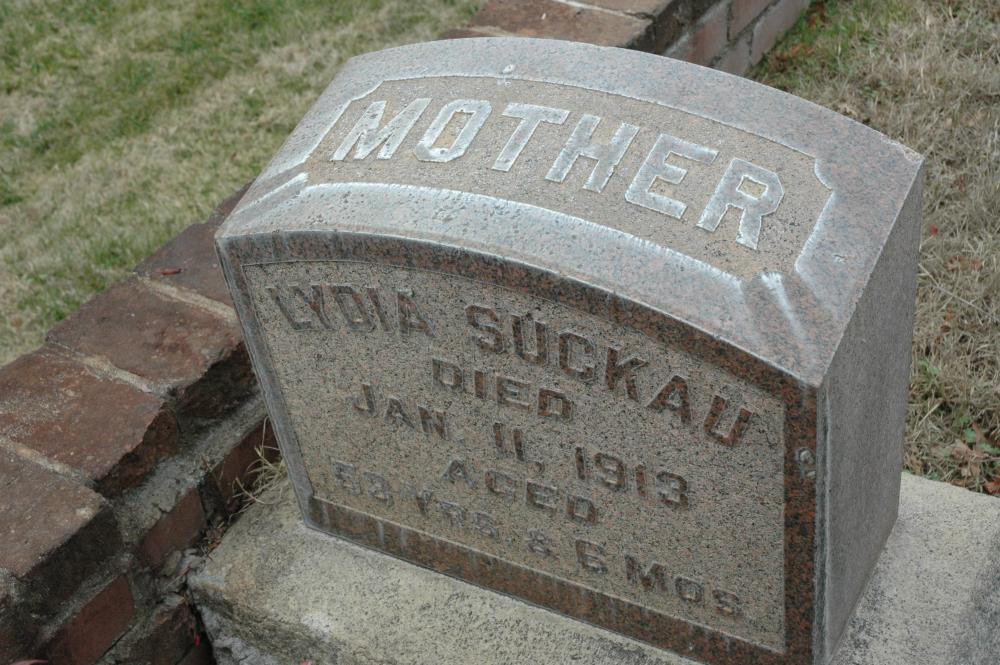 MOTHER
LYDIA SUCKAU
DIED
JAN. 11, 1913
AGED
53 YRS. & 6 MOS